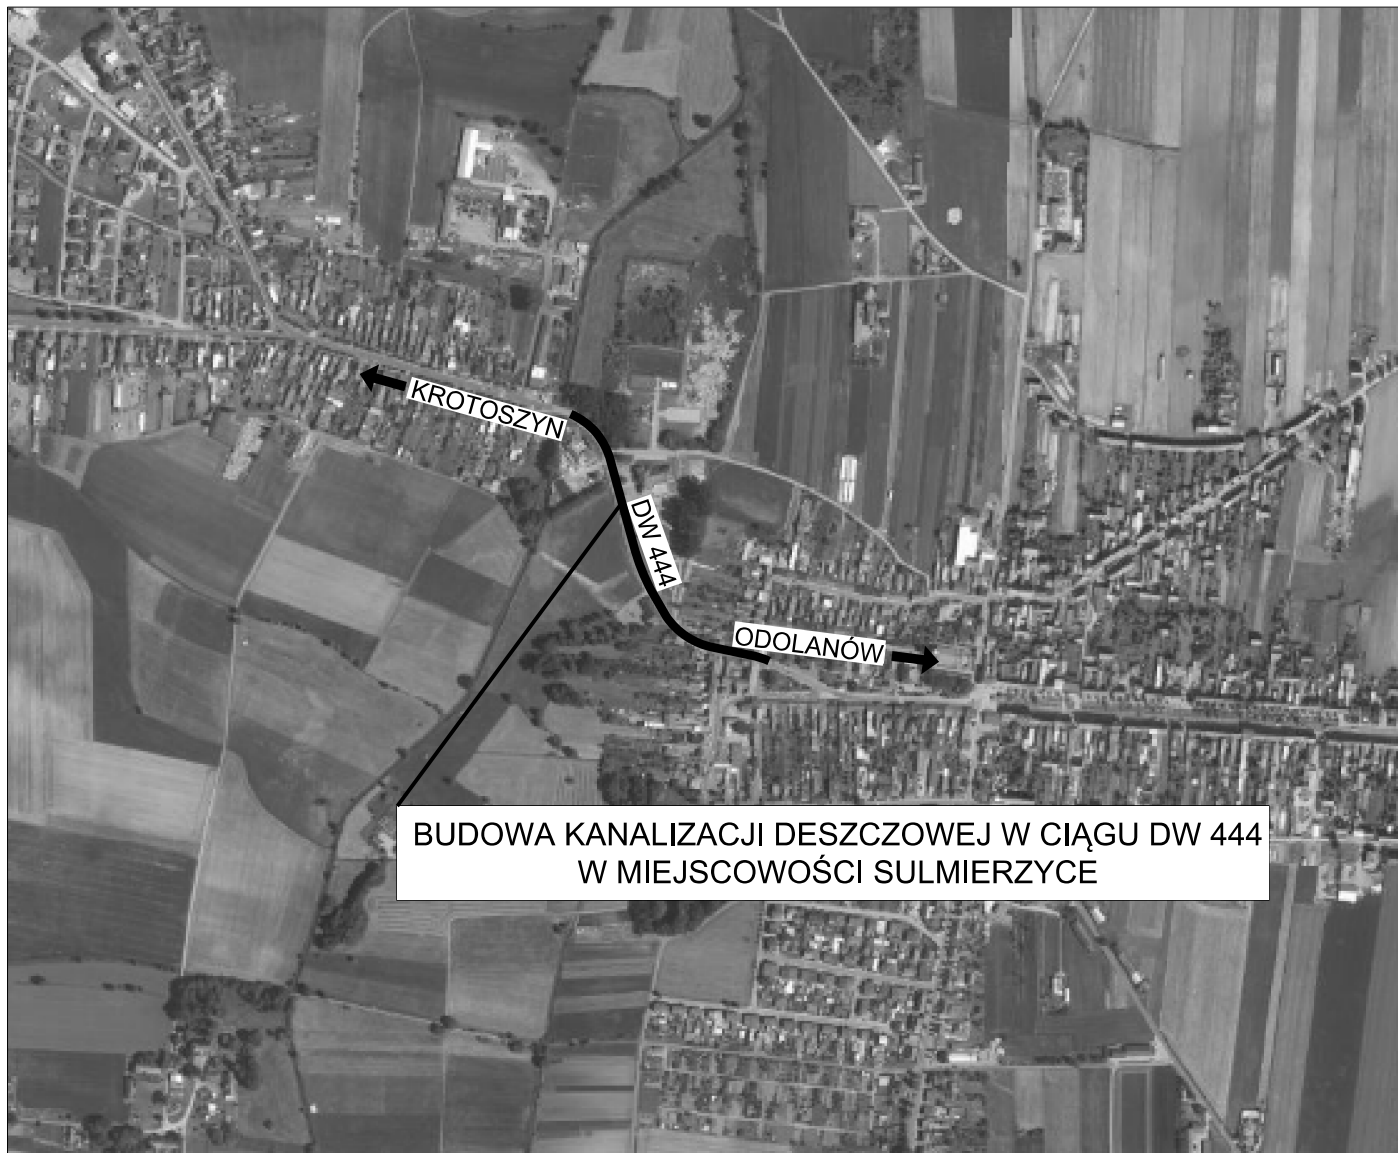 KROTOSZYN
DW 444
ODOLANÓW
BUDOWA KANALIZACJI DESZCZOWEJ W CIĄGU DW 444
W MIEJSCOWOŚCI SULMIERZYCE